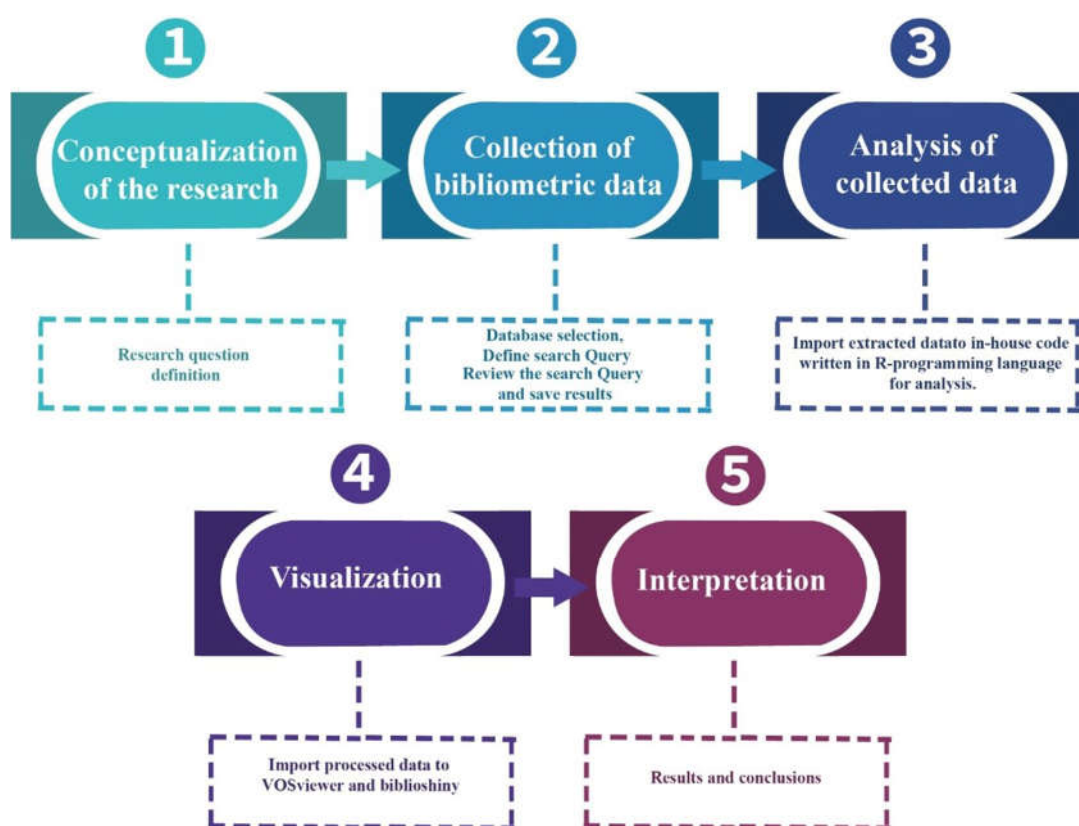 1
2
3
Conceptualization
of the research
Collection of
bibliometric data
Analysis of
collected data
Research question
definition
Database selection,
Define search Query
Review the search Query
and save results
Import extracted datato in-house code
written in R-programming language
for analysis.
4
5
Visualization
Interpretation
Import processed data to
VOSviewer and biblioshiny
Results and conclusions